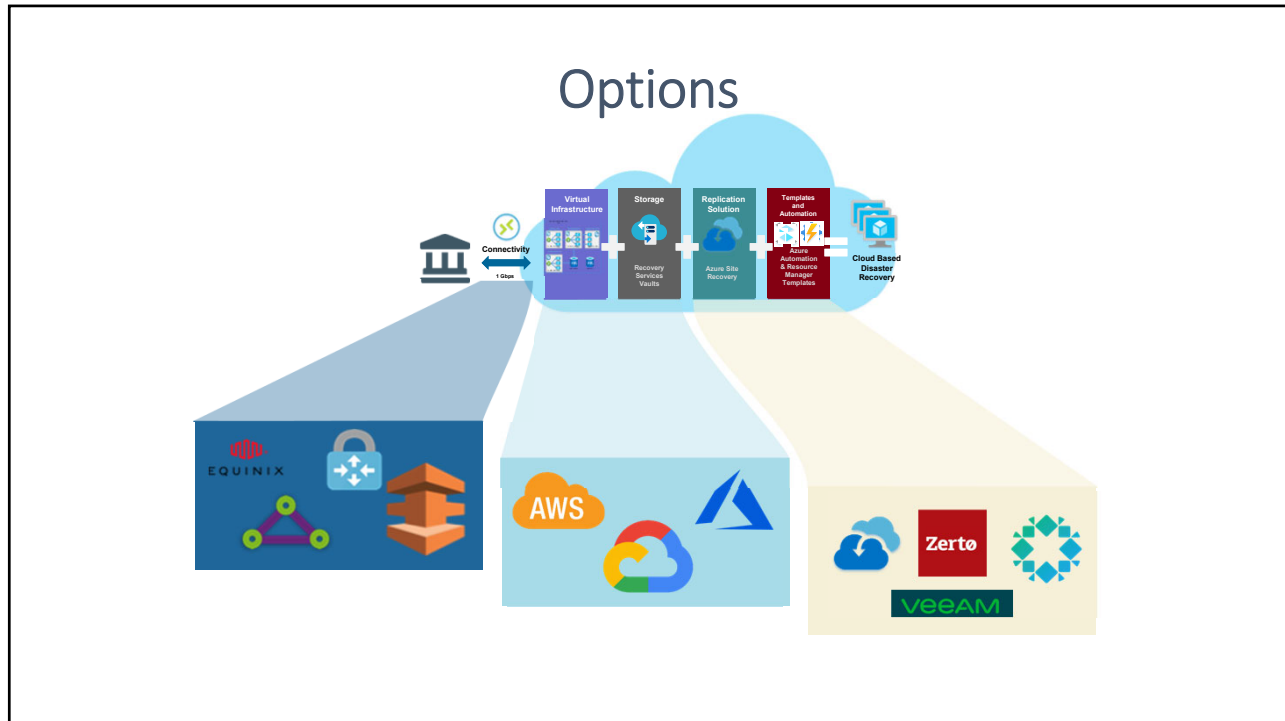 Options
Connectivity
1 Gbps
Virtual
Infrastructure
Storage
Recovery
Services
Vaults
Replication
Solution
Azure Site
Recovery
Templates
and
Automation
Azure
Automation
& Resource
Manager
Templates
Cloud Based
Disaster
Recovery
EQUINIX
AWS
Zerto
veeAM